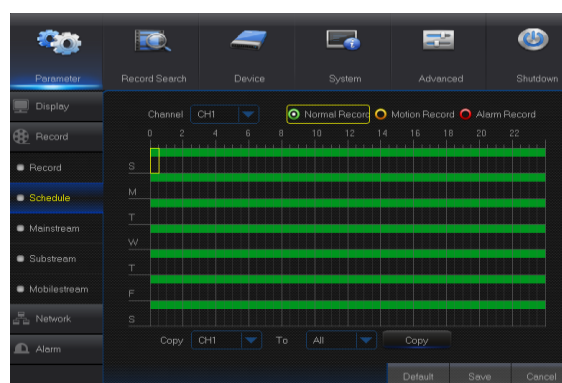 Parameter Record Search Device System Advanced Shutdown
Display
Record
Record
Schedule
Mainstream
Substream
Mobilestream
Network
Alarm
Channel CH1 Normal Record Motion Record Alarm Record
0 2 4 6 8 10 12 14 16 18 20 22
S
M
T
W
T
F
S
Copy CH1 To All Copy
Default Save Cancel